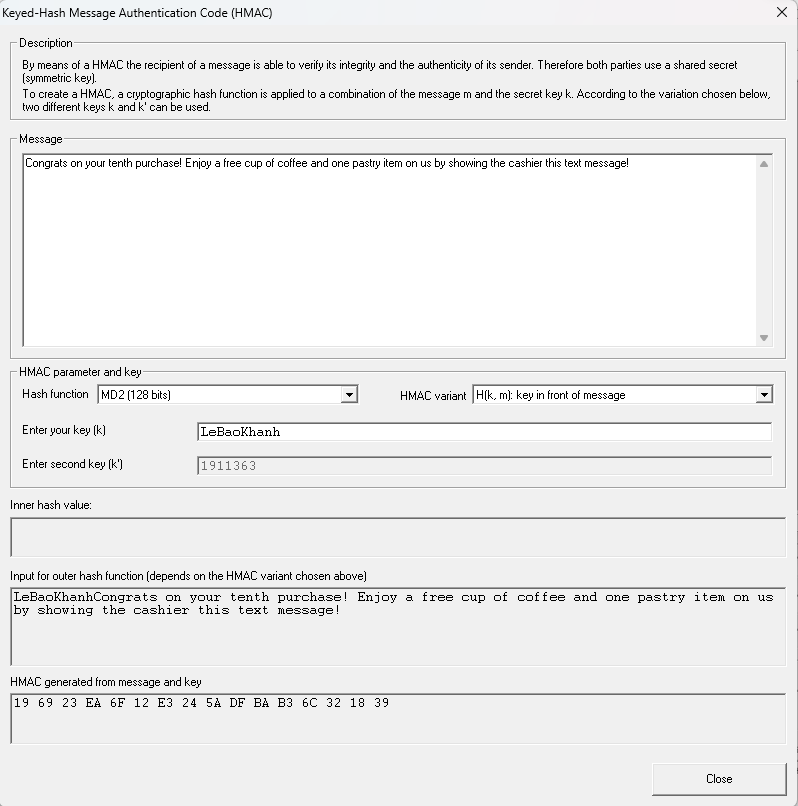 Keyed-Hash Message Authentication Code (HMAC)
Description
By means of a HMAC the recipient of a message is able to verify its integrity and the authenticity of its sender. Therefore both parties use a shared secret
(symmetric key).
To create a HMAC, a cryptographic hash function is applied to a combination of the message m and the secret key k. According to the variation chosen below,
two different keys k and k' can be used.
Message
Congrats on your tenth purchase! Enjoy a free cup of coffee and one pastry item on us by showing the cashier this text message!
HMAC parameter and key
Hash function MD2 (128 bits) HMAC variant H(k, m): key in front of message
Enter your key (k) LeBaoKhanh
Enter second key (k') 1911363
Inner hash value:
Input for outer hash function (depends on the HMAC variant chosen above)
LeBaoKhanhCongrats on your tenth purchase! Enjoy a free cup of coffee and one pastry item on us
by showing the cashier this text message!
HMAC generated from message and key
19 69 23 EA 6F 12 E3 24 5A DF BA B3 6C 32 18 39
Close